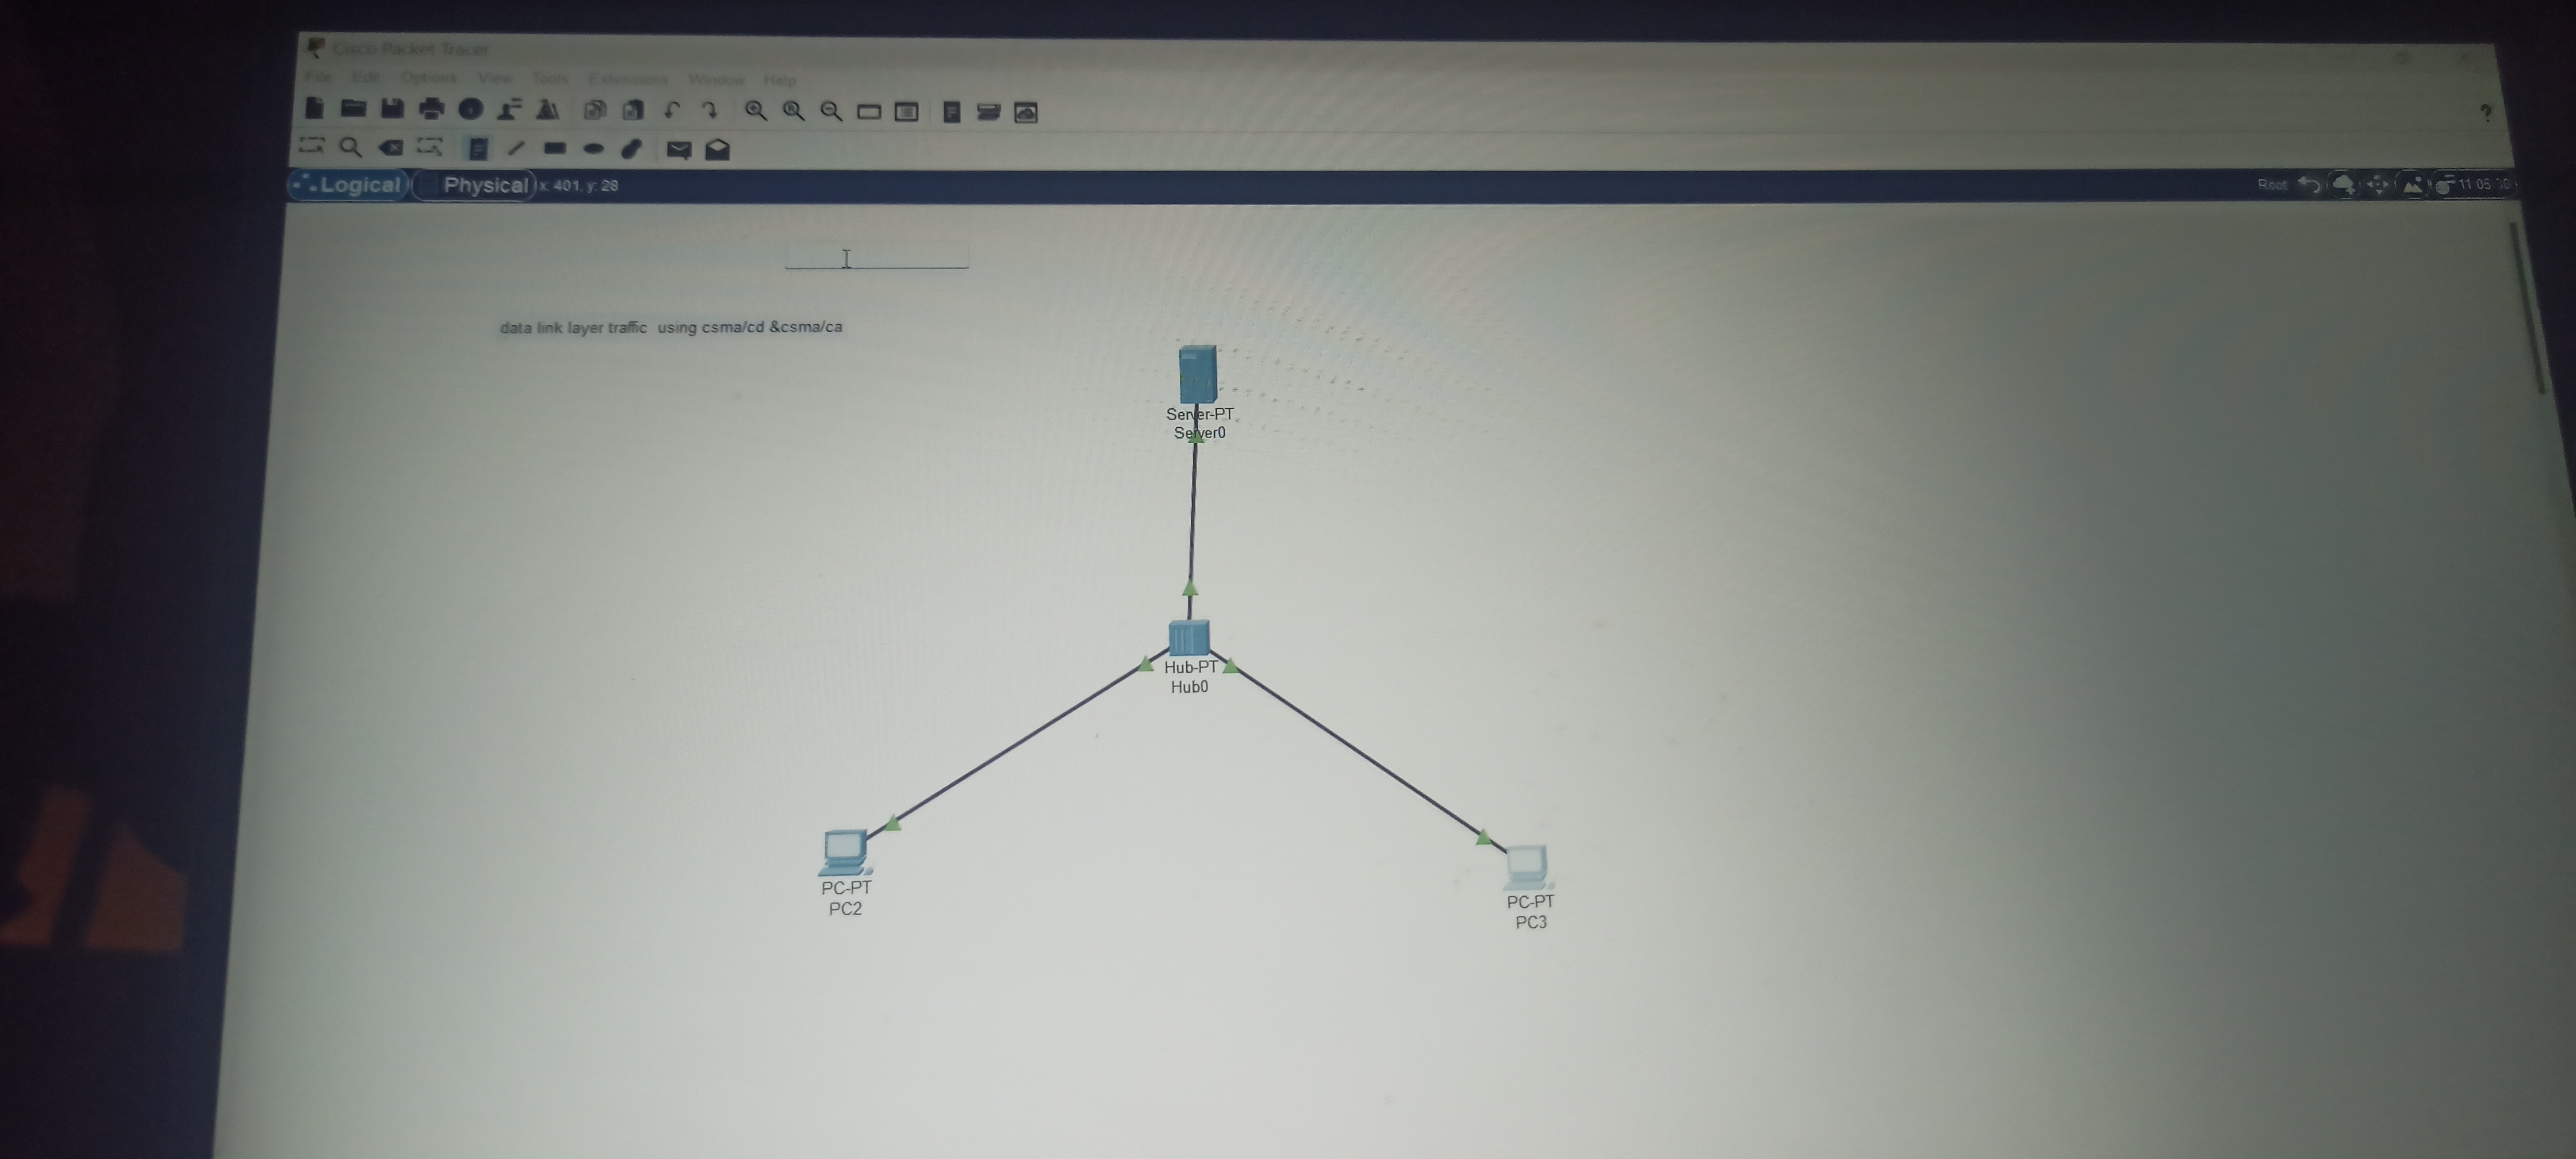 Cisco Packet Tracer
File Edit Options View Tools Extensions Window Help
?
Logical Physical x: 401, y: 28
Root
data link layer traffic  using csma/cd &csma/ca
Server-PT
Server0
Hub-PT
Hub0
PC-PT
PC2
PC-PT
PC3